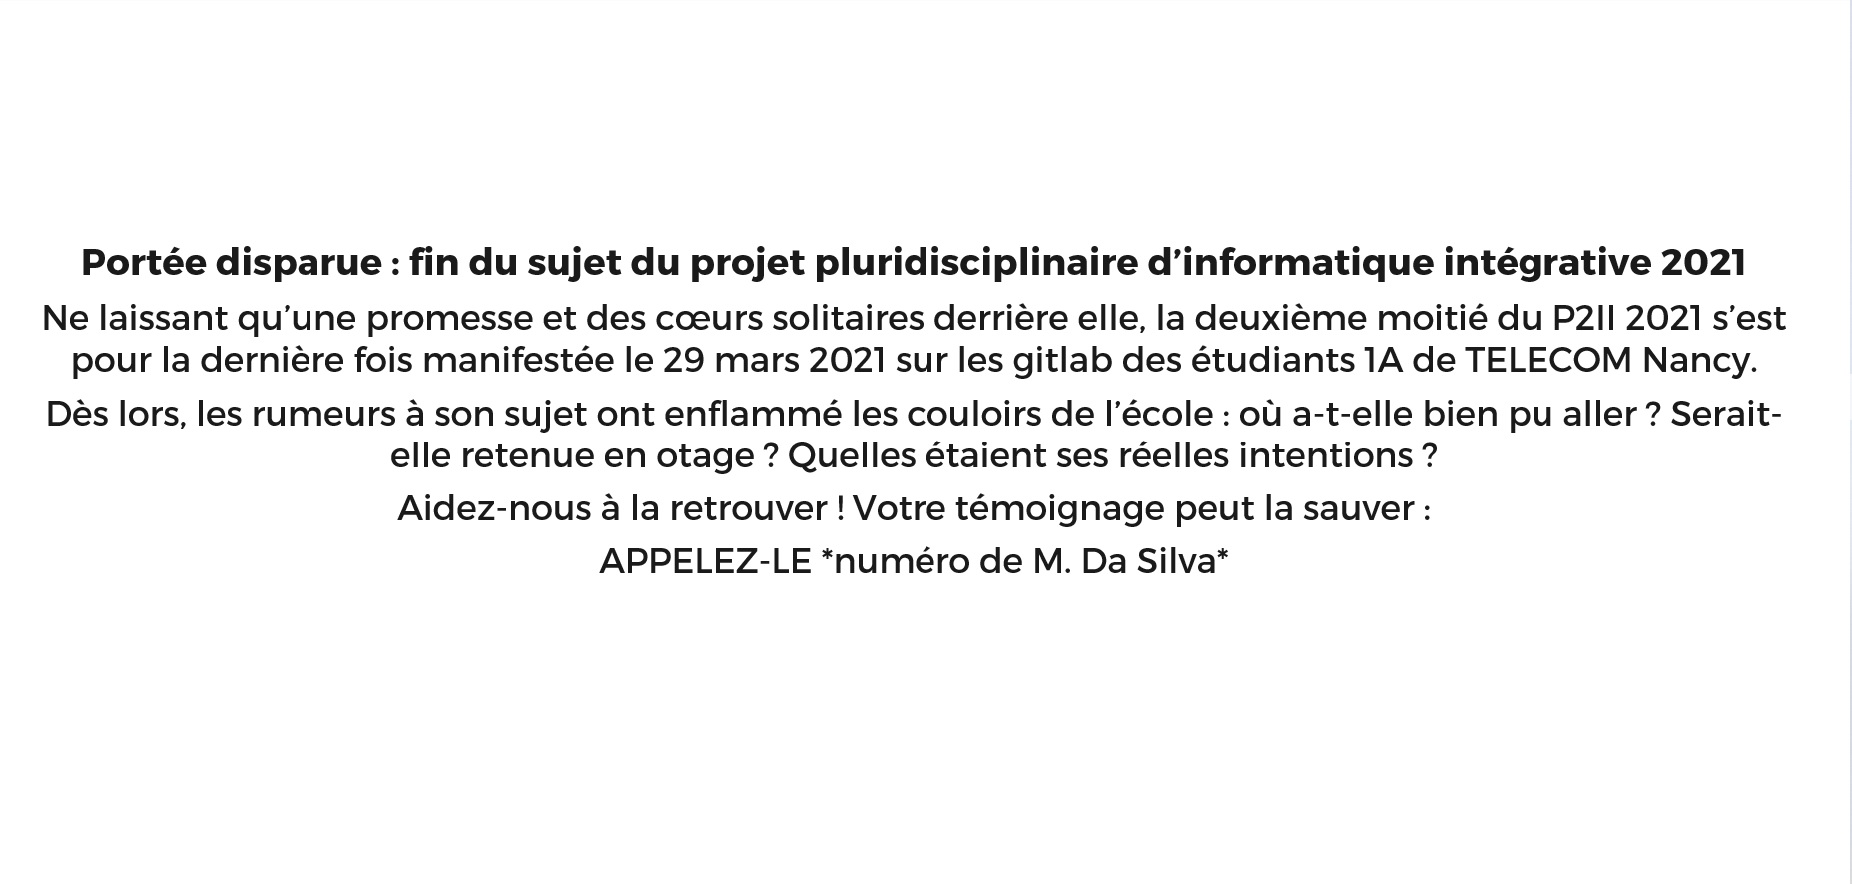 Portée disparue : fin du sujet du projet pluridisciplinaire d’informatique intégrative 2021
Ne laissant qu’une promesse et des cœurs solitaires derrière elle, la deuxième moitié du P2II 2021 s’est
pour la dernière fois manifestée le 29 mars 2021 sur les gitlab des étudiants 1A de TELECOM Nancy.
Dès lors, les rumeurs à son sujet ont enflammé les couloirs de l’école : où a-t-elle bien pu aller ? Serait-
elle retenue en otage ? Quelles étaient ses réelles intentions ?
Aidez-nous à la retrouver ! Votre témoignage peut la sauver :
APPELEZ-LE *numéro de M. Da Silva*